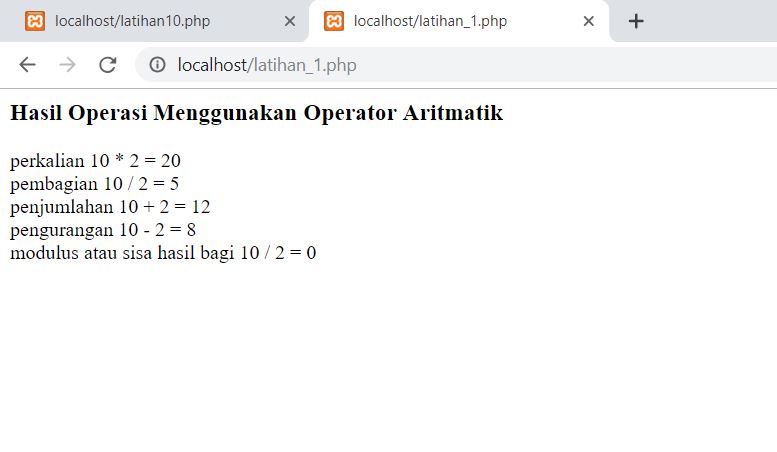 localhost/latihan10.php
localhost/latihan_1.php
localhost/latihan_1.php
Hasil Operasi Menggunakan Operator Aritmatik
perkalian 10 * 2 = 20
pembagian 10 / 2 = 5
penjumlahan 10 + 2 = 12
pengurangan 10 - 2 = 8
modulus atau sisa hasil bagi 10 / 2 = 0